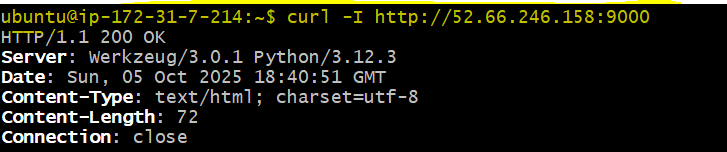 ubuntu@ip-172-31-7-214:~$ curl -I http://52.66.246.158:9000
HTTP/1.1 200 OK
Server: Werkzeug/3.0.1 Python/3.12.3
Date: Sun, 05 Oct 2025 18:40:51 GMT
Content-Type: text/html; charset=utf-8
Content-Length: 72
Connection: close